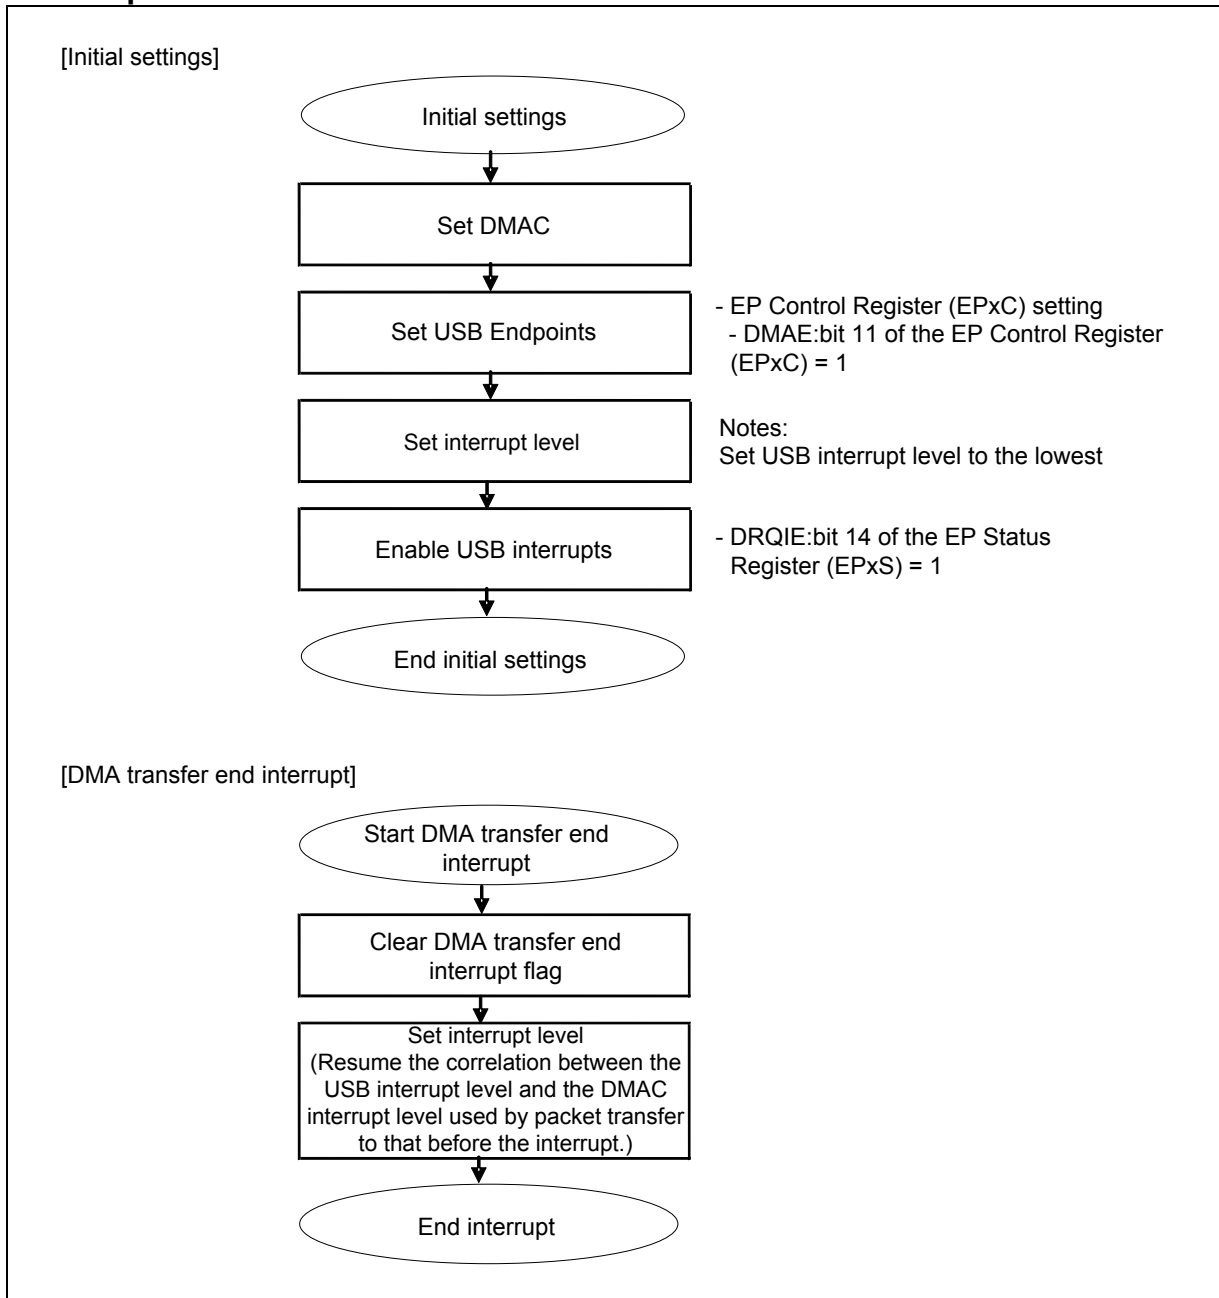 [Initial settings]
Initial settings
Set DMAC
Set USB Endpoints
- EP Control Register (EPxC) setting
- DMAE:bit 11 of the EP Control Register
(EPxC) = 1
Set interrupt level
Notes:
Set USB interrupt level to the lowest
Enable USB interrupts
- DRQIE:bit 14 of the EP Status
Register (EPxS) = 1
End initial settings
[DMA transfer end interrupt]
Start DMA transfer end
interrupt
Clear DMA transfer end
interrupt flag
Set interrupt level
(Resume the correlation between the
USB interrupt level and the DMAC
interrupt level used by packet transfer
to that before the interrupt.)
End interrupt